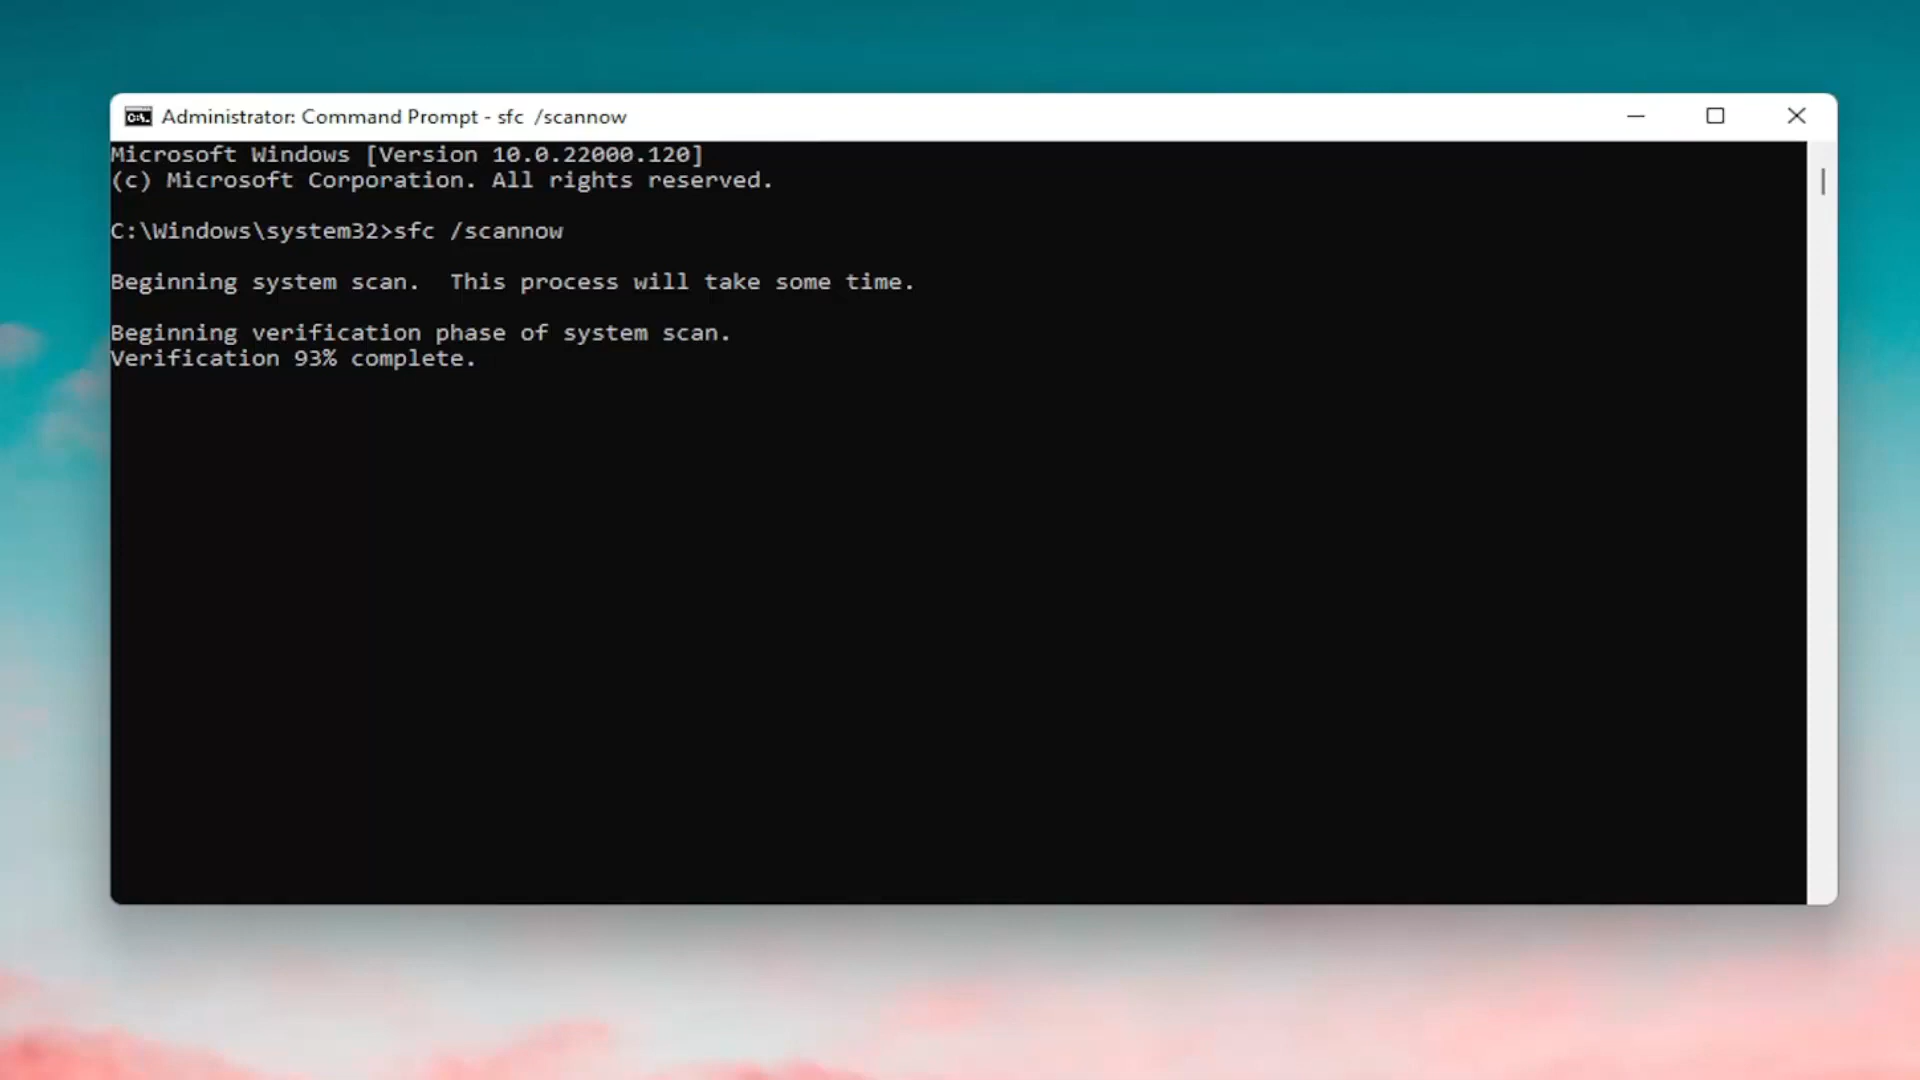 Administrator: Command Prompt - sfc  /scannow
Microsoft Windows [Version 10.0.22000.120]
(c) Microsoft Corporation. All rights reserved.
C:\Windows\system32>sfc /scannow
Beginning system scan.  This process will take some time.
Beginning verification phase of system scan.
Verification 93% complete.